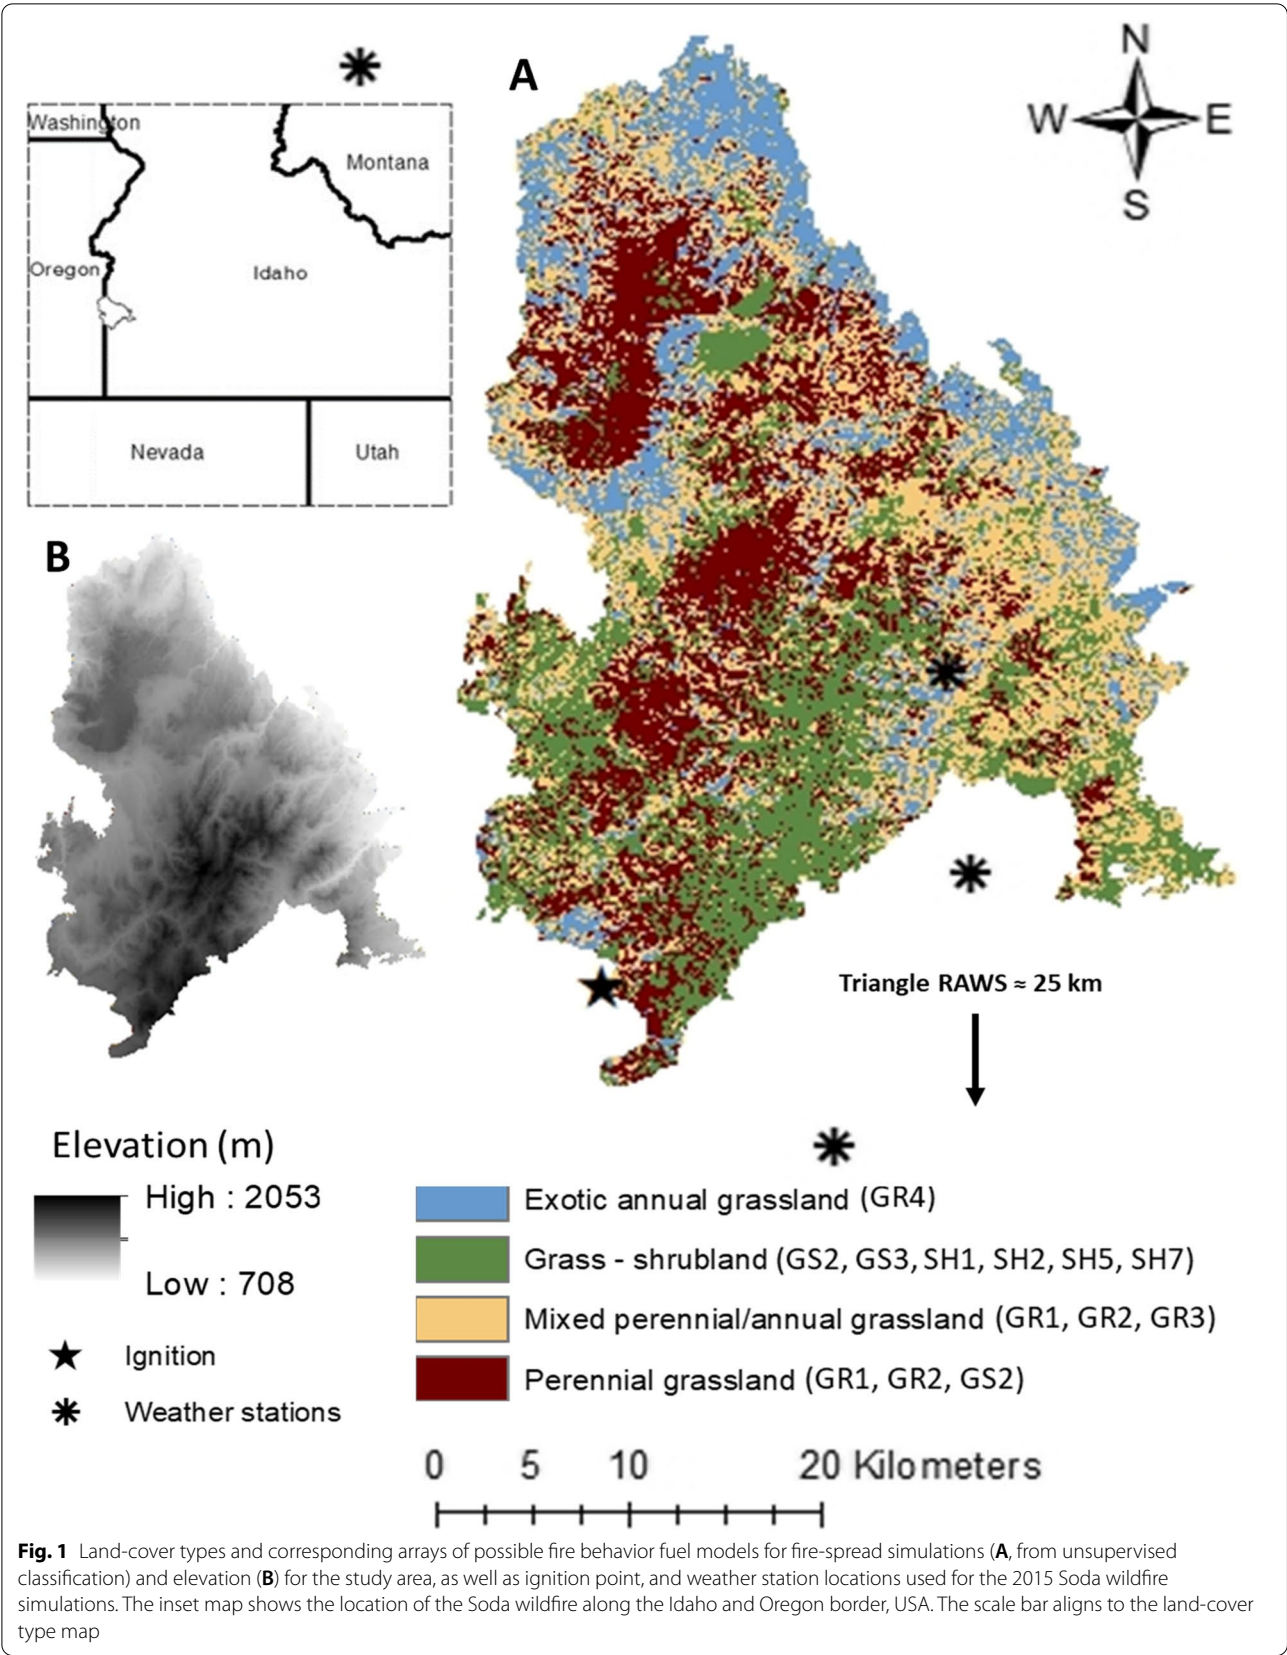 A
N
W E
S
Washington
Montana
Oregon
Idaho
Nevada
Utah
B
Triangle RAWS ≈ 25 km
Elevation (m)
High : 2053
Low : 708
Ignition
Weather stations
Exotic annual grassland (GR4)
Grass - shrubland (GS2, GS3, SH1, SH2, SH5, SH7)
Mixed perennial/annual grassland (GR1, GR2, GR3)
Perennial grassland (GR1, GR2, GS2)
0 5 10 20 Kilometers
Fig. 1 Land-cover types and corresponding arrays of possible fire behavior fuel models for fire-spread simulations (A, from unsupervised
classification) and elevation (B) for the study area, as well as ignition point, and weather station locations used for the 2015 Soda wildfire
simulations. The inset map shows the location of the Soda wildfire along the Idaho and Oregon border, USA. The scale bar aligns to the land-cover
type map